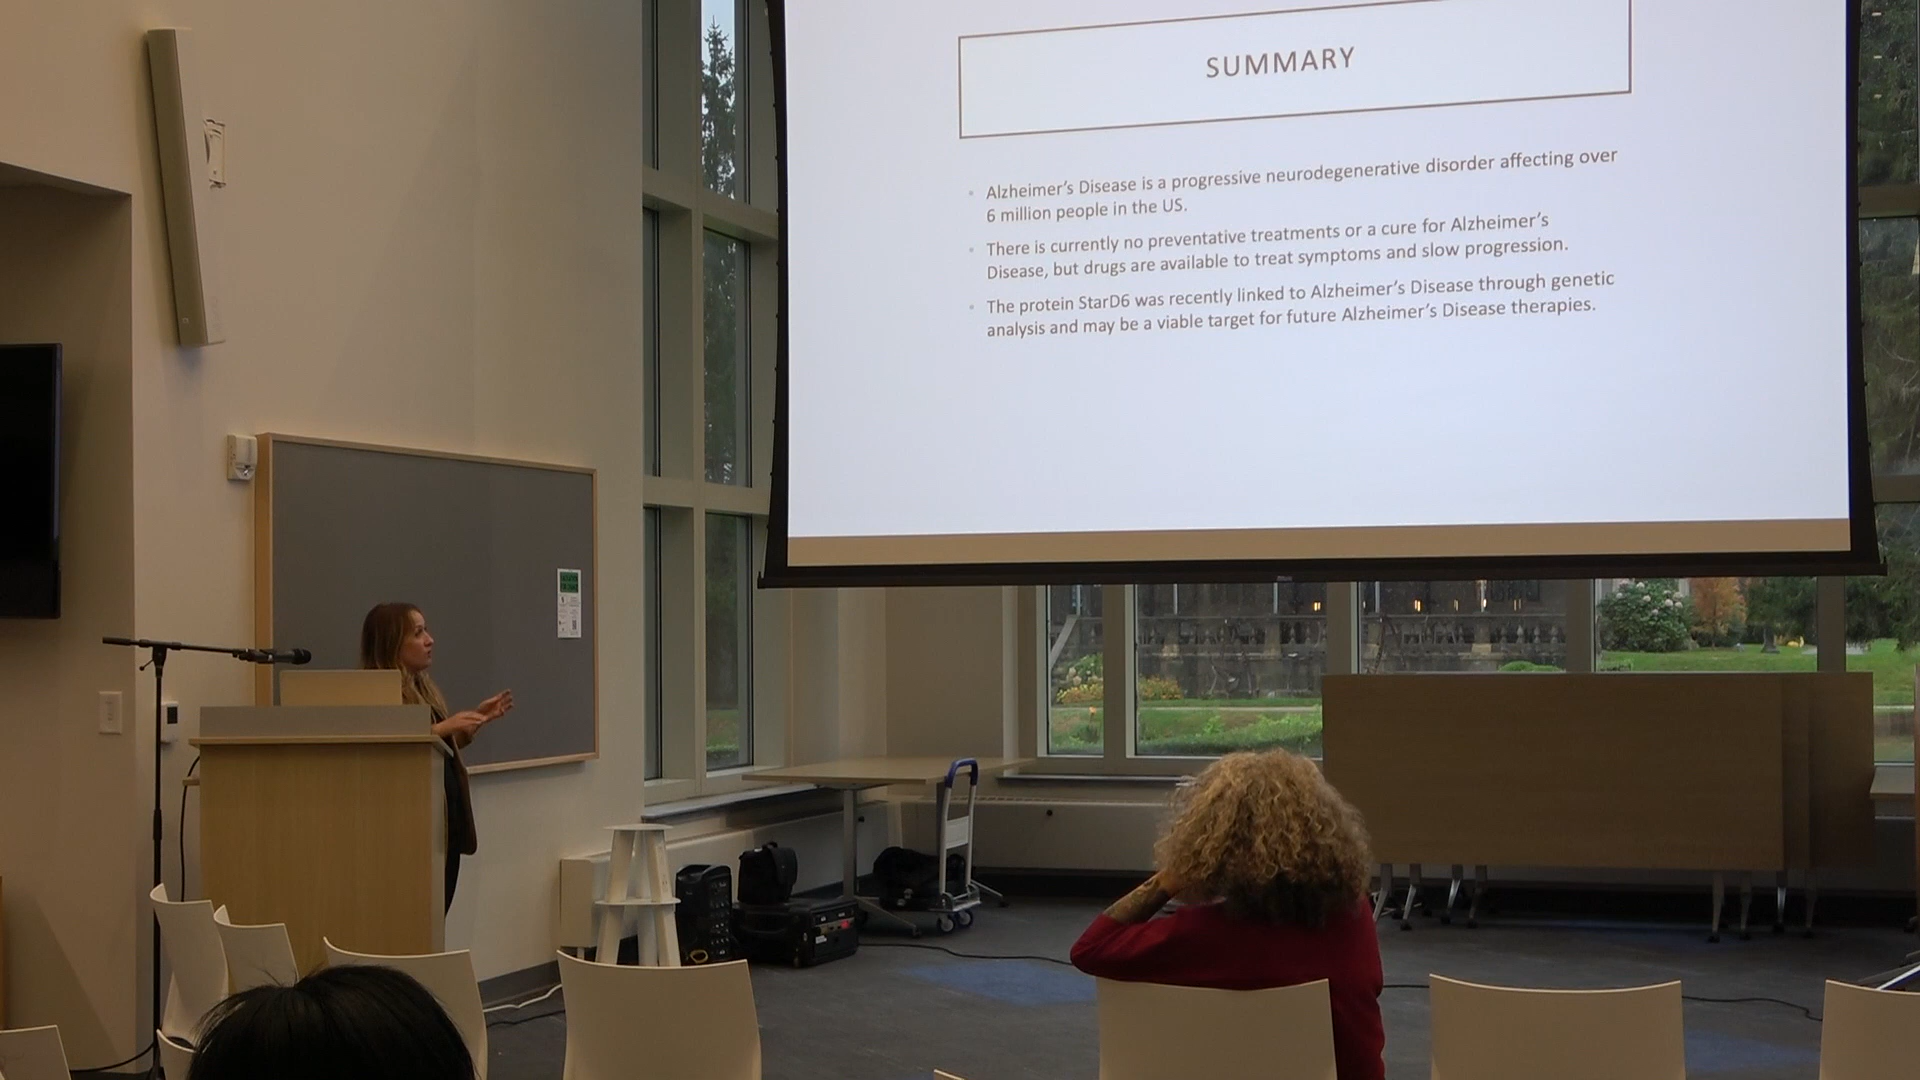 SUMMARY
Alzheimer's Disease is a progressive neurodegenerative disorder affecting over
6 million people in the US.
There is currently no preventative treatments or a cure for Alzheimer's
Disease, but drugs are available to treat symptoms and slow progression.
The protein StarD6 was recently linked to Alzheimer's Disease through genetic
analysis and may be a viable target for future Alzheimer's Disease therapies.